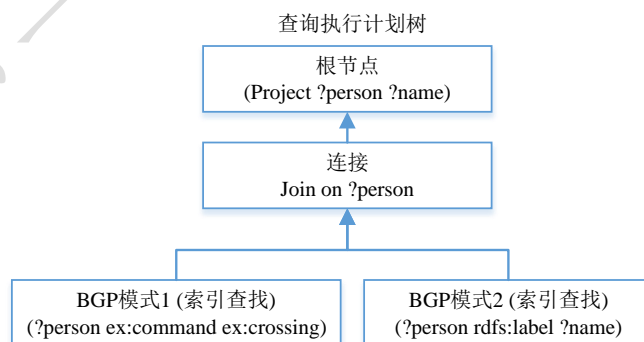 查询执行计划树
根节点
(Project ?person ?name)
连接
Join on ?person
BGP模式1 (索引查找)
(?person ex:command ex:crossing)
BGP模式2 (索引查找)
(?person rdfs:label ?name)